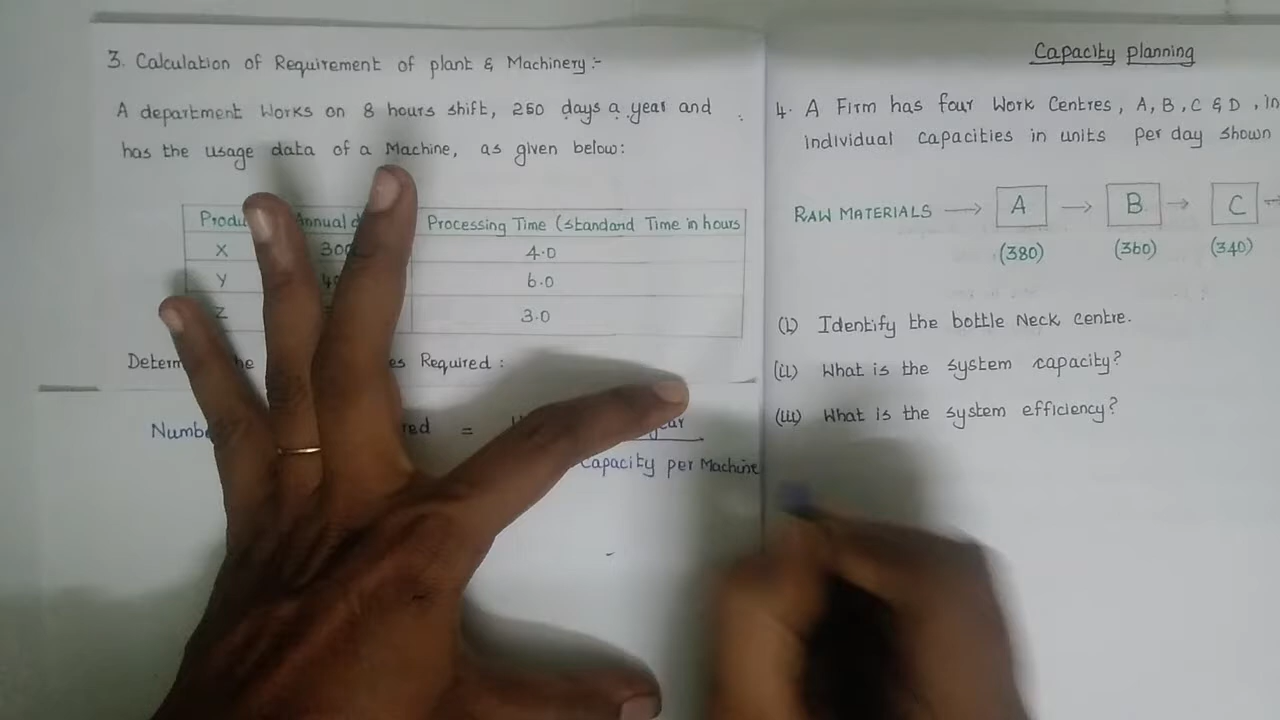 3. Calculation of Requirement of plant & Machinery :-
A department Works on 8 hours shift, 250 days a year and
has the usage data of a Machine, as given below:
Processing Time (standard Time in hours
X 4.0
Y 6.0
Z 3.0
Required :
=
Capacity per Machine
Capacity planning
4. A Firm has four Work Centres, A, B, C & D, in
individual capacities in units per day shown
RAW MATERIALS → A → B → C →
(380) (360) (340)
(i) Identify the bottle Neck centre.
(ii) What is the system capacity?
(iii) What is the system efficiency?